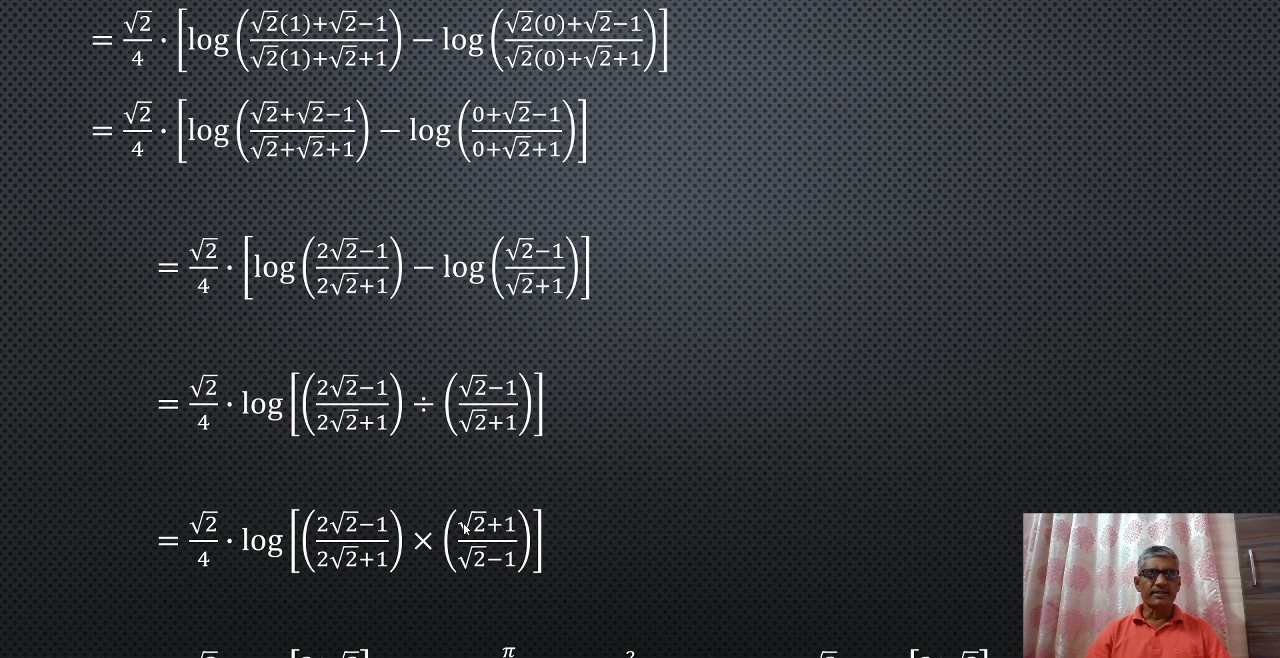 = √2/4 · [log((√2(1)+√2−1)/(√2(1)+√2+1)) − log((√2(0)+√2−1)/(√2(0)+√2+1))]
= √2/4 · [log((√2+√2−1)/(√2+√2+1)) − log((0+√2−1)/(0+√2+1))]
= √2/4 · [log((2√2−1)/(2√2+1)) − log((√2−1)/(√2+1))]
= √2/4 · log[((2√2−1)/(2√2+1)) ÷ ((√2−1)/(√2+1))]
= √2/4 · log[((2√2−1)/(2√2+1)) × ((√2+1)/(√2−1))]